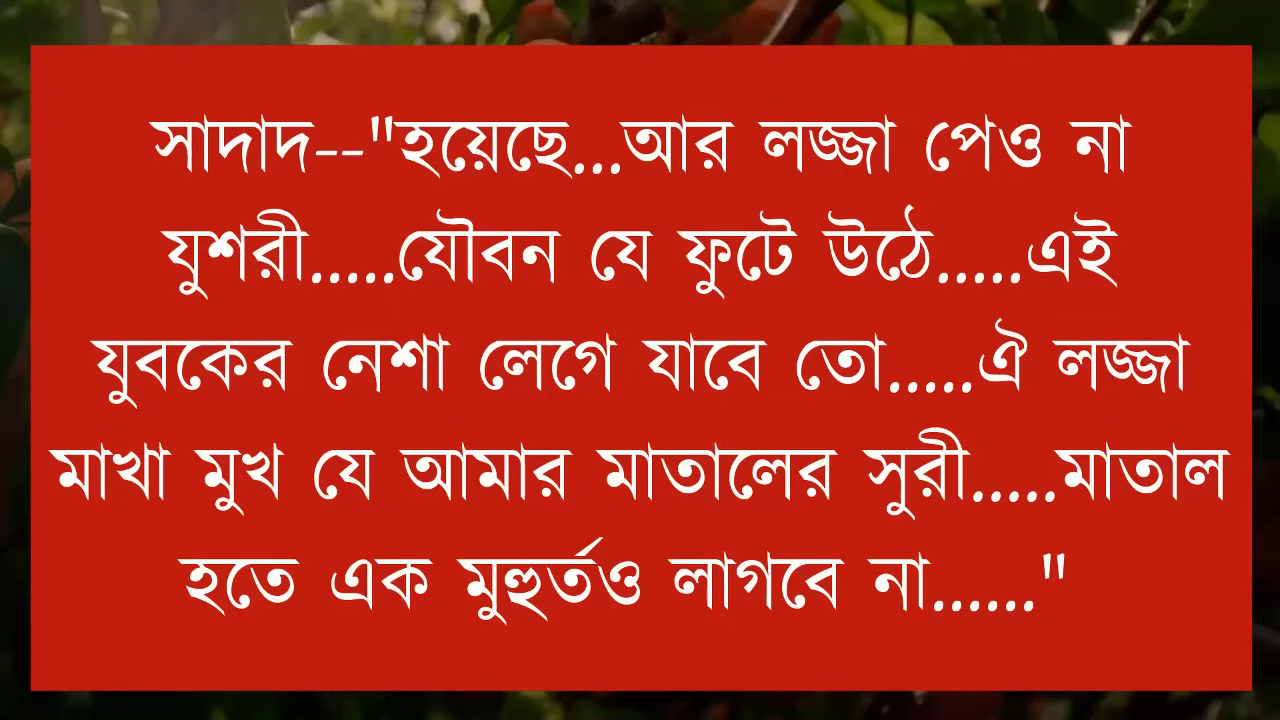 সাদাদ--"হয়েছে...আর লজ্জা পেও না
যুশরী.....যৌবন যে ফুটে উঠে.....এই
যুবকের নেশা লেগে যাবে তো.....ঐ লজ্জা
মাখা মুখ যে আমার মাতালের সুরী.....মাতাল
হতে এক মুহুর্তও লাগবে না......"